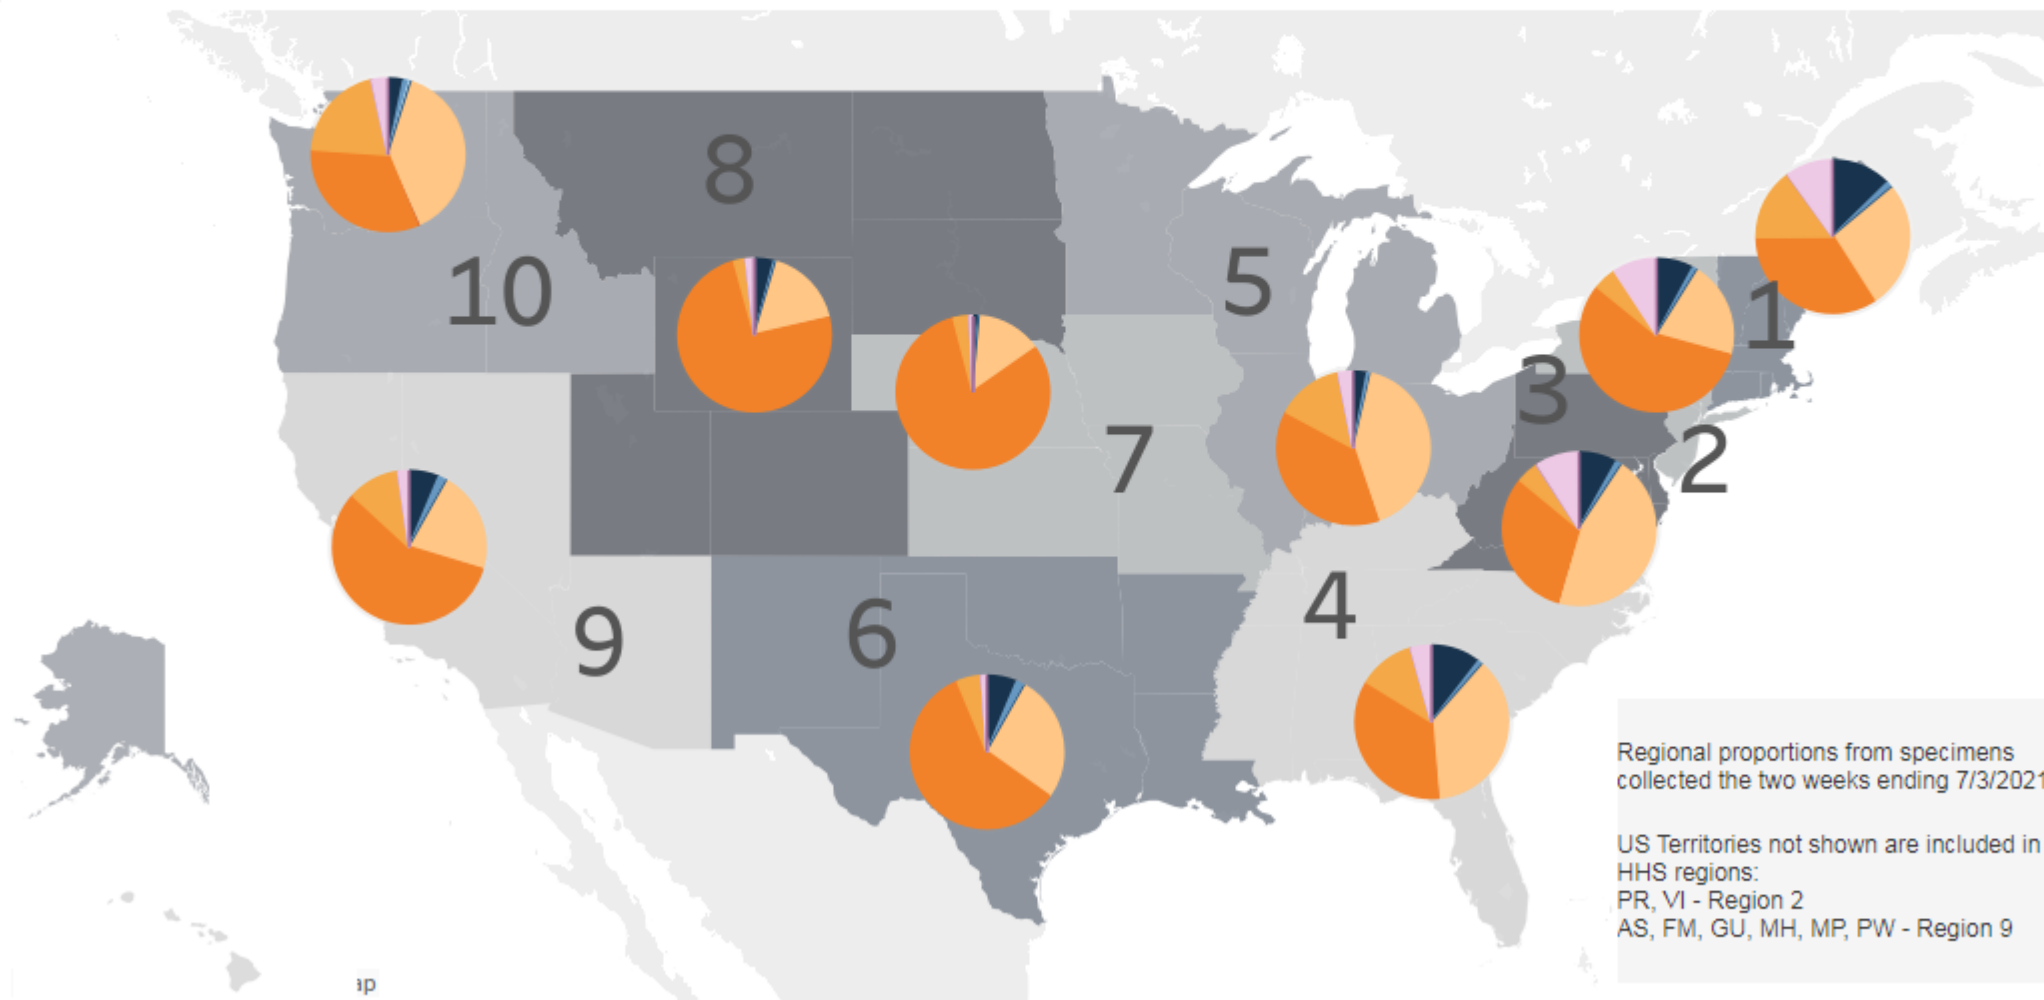 8
10
5
1
3
7
2
4
9
6
Regional proportions from specimens
collected the two weeks ending 7/3/2021
US Territories not shown are included in
HHS regions:
PR, VI - Region 2
AS, FM, GU, MH, MP, PW - Region 9
ap